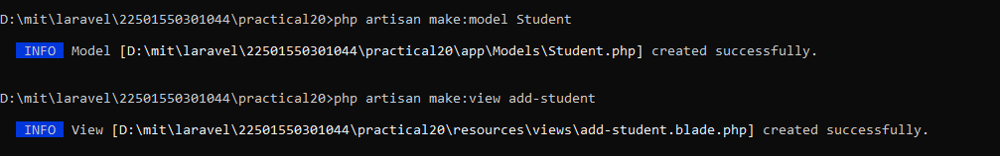 D:\mit\laravel\22501550301044\practical20>php artisan make:model Student
INFO Model [D:\mit\laravel\22501550301044\practical20\app\Models\Student.php] created successfully.
D:\mit\laravel\22501550301044\practical20>php artisan make:view add-student
INFO View [D:\mit\laravel\22501550301044\practical20\resources\views\add-student.blade.php] created successfully.